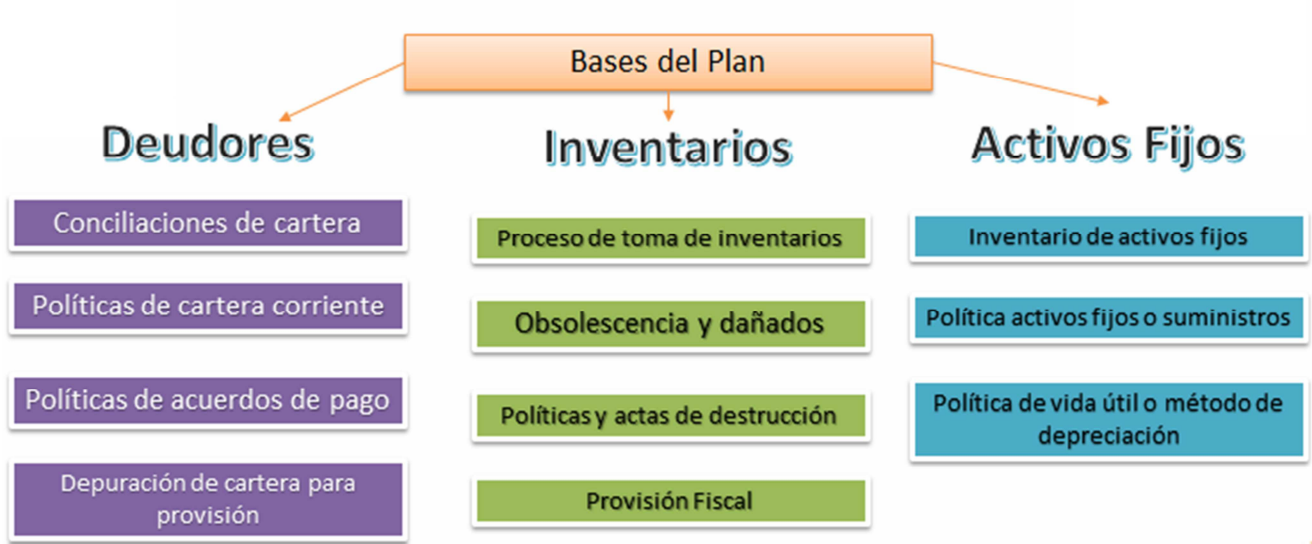 Bases del Plan
Deudores
Conciliaciones de cartera
Políticas de cartera corriente
Políticas de acuerdos de pago
Depuración de cartera para
provisión
Inventarios
Proceso de toma de inventarios
Obsolescencia y dañados
Políticas y actas de destrucción
Provisión Fiscal
Activos Fijos
Inventario de activos fijos
Política activos fijos o suministros
Política de vida útil o método de
depreciación